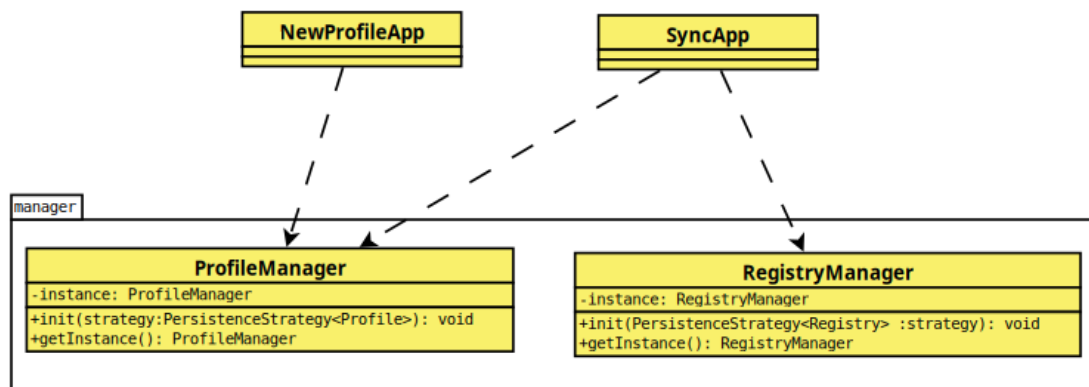 NewProfileApp
SyncApp
manager
ProfileManager
-instance: ProfileManager
+init(strategy:PersistenceStrategy<Profile>): void
+getInstance(): ProfileManager
RegistryManager
-instance: RegistryManager
+init(PersistenceStrategy<Registry> :strategy): void
+getInstance(): RegistryManager